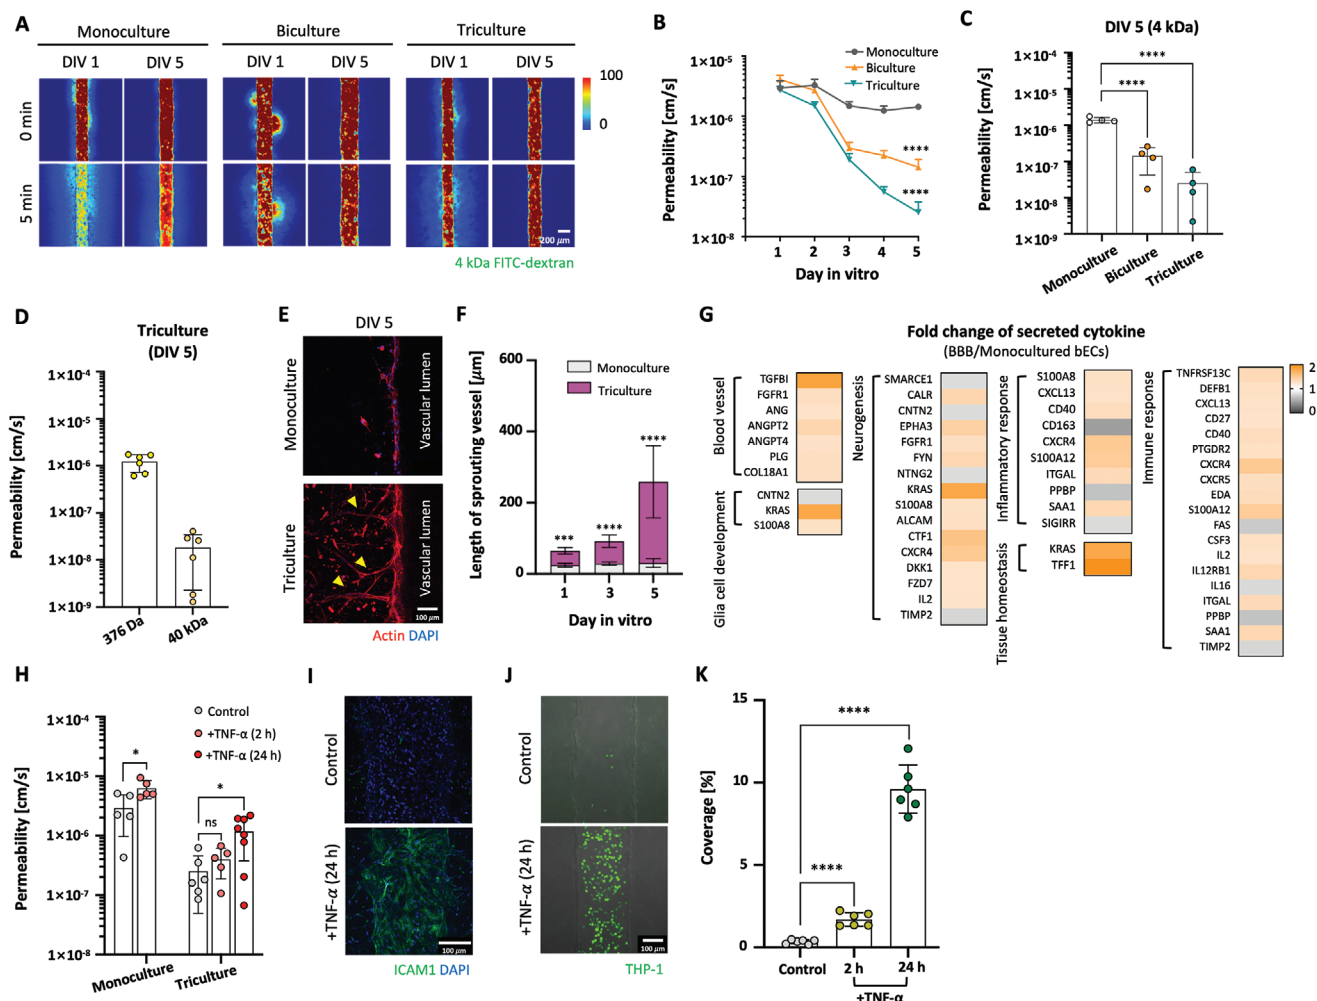 A
Monoculture
Biculture
Triculture
DIV 1
DIV 5
DIV 1
DIV 5
DIV 1
DIV 5
0 min
5 min
100
0
200 μm
4 kDa FITC-dextran
B
Monoculture
Biculture
Triculture
Permeability [cm/s]
1×10-5
1×10-6
1×10-7
1×10-8
****
****
1
2
3
4
5
Day in vitro
C
DIV 5 (4 kDa)
Permeability [cm/s]
1×10-4
1×10-5
1×10-6
1×10-7
1×10-8
1×10-9
****
****
Monoculture
Biculture
Triculture
D
Triculture
(DIV 5)
Permeability [cm/s]
1×10-4
1×10-5
1×10-6
1×10-7
1×10-8
1×10-9
376 Da
40 kDa
E
DIV 5
Monoculture
Vascular lumen
Triculture
Vascular lumen
100 μm
Actin DAPI
F
Length of sprouting vessel [μm]
600
400
200
0
Monoculture
Triculture
***
****
****
1
3
5
Day in vitro
G
Fold change of secreted cytokine
(BBB/Monocultured bECs)
Blood vessel
TGFBI
FGFR1
ANG
ANGPT2
ANGPT4
PLG
COL18A1
Glia cell development
CNTN2
KRAS
S100A8
Neurogenesis
SMARCE1
CALR
CNTN2
EPHA3
FGFR1
FYN
NTNG2
KRAS
S100A8
ALCAM
CTF1
CXCR4
DKK1
FZD7
IL2
TIMP2
Inflammatory response
S100A8
CXCL13
CD40
CD163
CXCR4
S100A12
ITGAL
PPBP
SAA1
SIGIRR
Tissue homeostasis
KRAS
TFF1
Immune response
TNFRSF13C
DEFB1
CXCL13
CD27
CD40
PTGDR2
CXCR4
CXCR5
EDA
S100A12
FAS
CSF3
IL2
IL12RB1
IL16
ITGAL
PPBP
SAA1
TIMP2
2
1
0
H
Control
+TNF-α (2 h)
+TNF-α (24 h)
Permeability [cm/s]
1×10-4
1×10-5
1×10-6
1×10-7
1×10-8
*
*
ns
Monoculture
Triculture
I
Control
+TNF-α (24 h)
100 μm
ICAM1 DAPI
J
Control
+TNF-α (24 h)
100 μm
THP-1
K
Coverage [%]
15
10
5
0
****
****
Control
2 h
24 h
+TNF-α